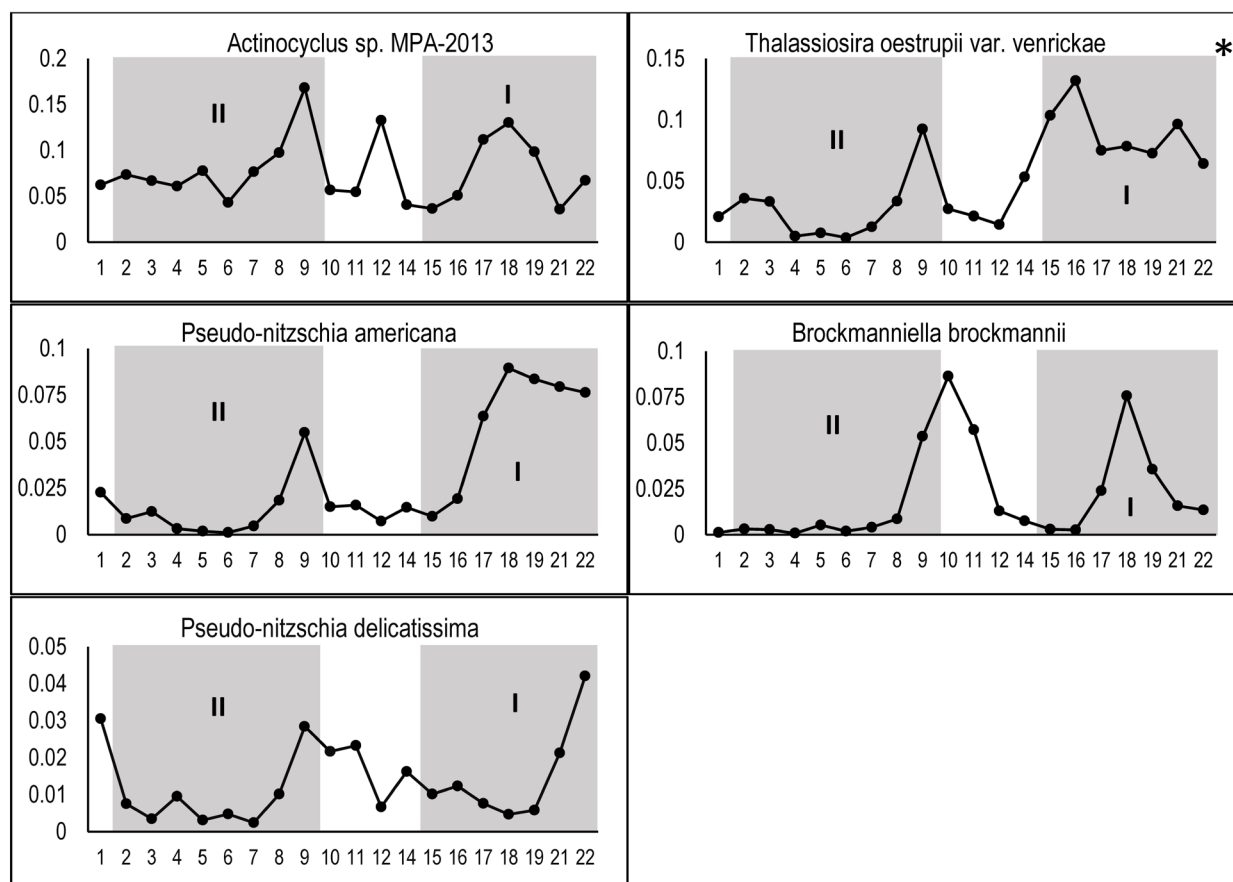 Actinocyclus sp. MPA-2013
0.2
0.15
0.1
0.05
0
II
I
1 2 3 4 5 6 7 8 9 10 11 12 14 15 16 17 18 19 21 22
Thalassiosira oestrupii var. venrickae *
0.15
0.1
0.05
0
II
I
1 2 3 4 5 6 7 8 9 10 11 12 14 15 16 17 18 19 21 22
Pseudo-nitzschia americana
0.1
0.075
0.05
0.025
0
II
I
1 2 3 4 5 6 7 8 9 10 11 12 14 15 16 17 18 19 21 22
Brockmanniella brockmannii
0.1
0.075
0.05
0.025
0
II
I
1 2 3 4 5 6 7 8 9 10 11 12 14 15 16 17 18 19 21 22
Pseudo-nitzschia delicatissima
0.05
0.04
0.03
0.02
0.01
0
II
I
1 2 3 4 5 6 7 8 9 10 11 12 14 15 16 17 18 19 21 22